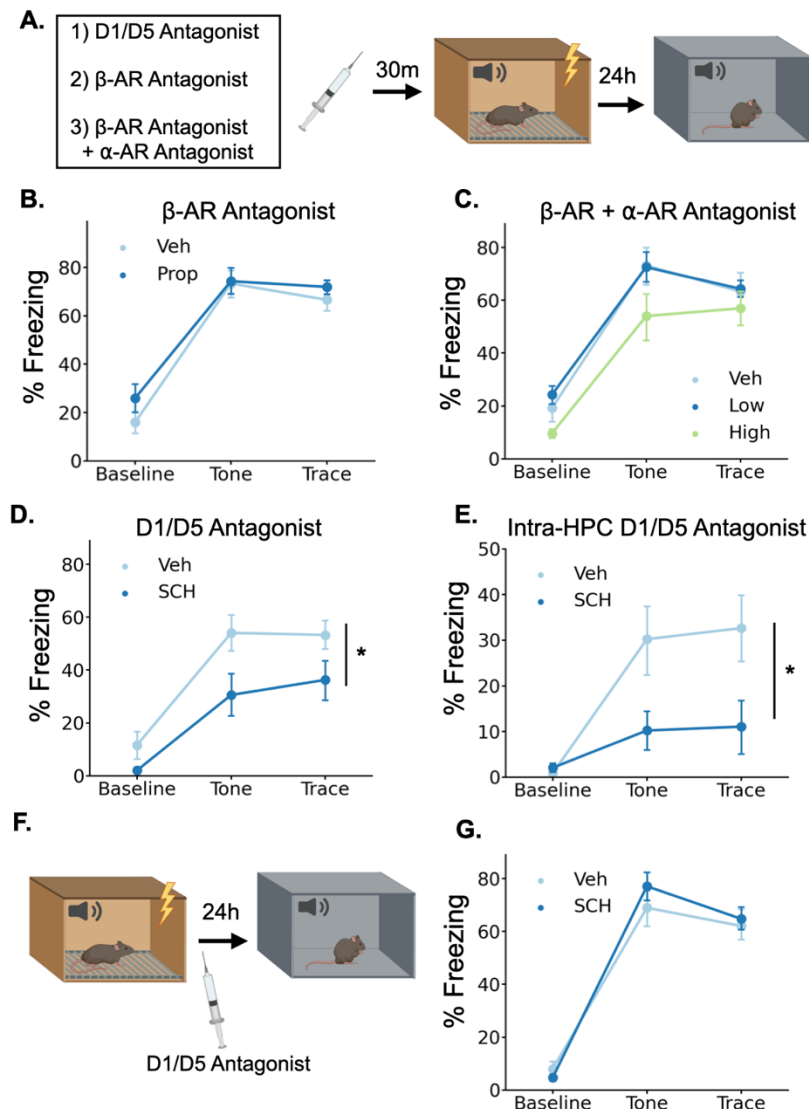 A.
1) D1/D5 Antagonist
2) β-AR Antagonist
3) β-AR Antagonist
+ α-AR Antagonist
30m
24h
B.
β-AR Antagonist
% Freezing
80
60
40
20
0
Veh
Prop
Baseline
Tone
Trace
C.
β-AR + α-AR Antagonist
% Freezing
80
60
40
20
0
Veh
Low
High
Baseline
Tone
Trace
D.
D1/D5 Antagonist
% Freezing
80
60
40
20
0
Veh
SCH
*
Baseline
Tone
Trace
E.
Intra-HPC D1/D5 Antagonist
% Freezing
50
40
30
20
10
0
Veh
SCH
*
Baseline
Tone
Trace
F.
24h
D1/D5 Antagonist
G.
% Freezing
80
60
40
20
0
Veh
SCH
Baseline
Tone
Trace